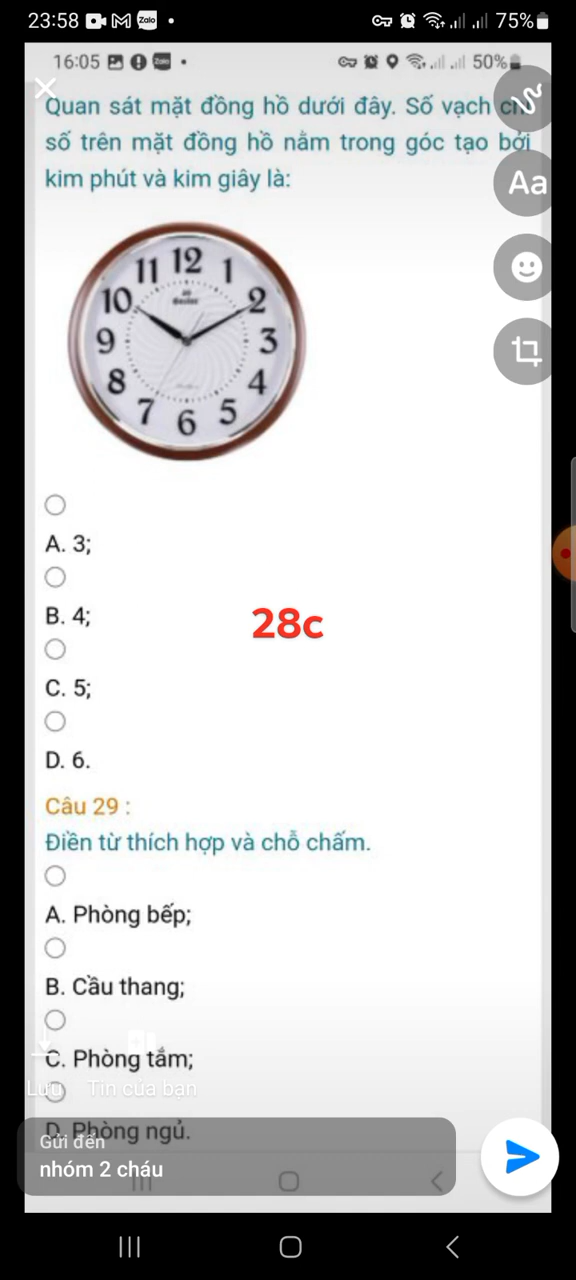 23:58 Zalo 75%
16:05 Zalo 50%
Quan sát mặt đồng hồ dưới đây. Số vạch chỉ
số trên mặt đồng hồ nằm trong góc tạo bởi
kim phút và kim giây là:
Aa
12
11 1
10 2
9 3
8 4
7 5
6
A. 3;
B. 4;
28c
C. 5;
D. 6.
Câu 29 :
Điền từ thích hợp và chỗ chấm.
A. Phòng bếp;
B. Cầu thang;
C. Phòng tắm;
Lưu Tin của bạn
D. Phòng ngủ.
Gửi đến
nhóm 2 cháu